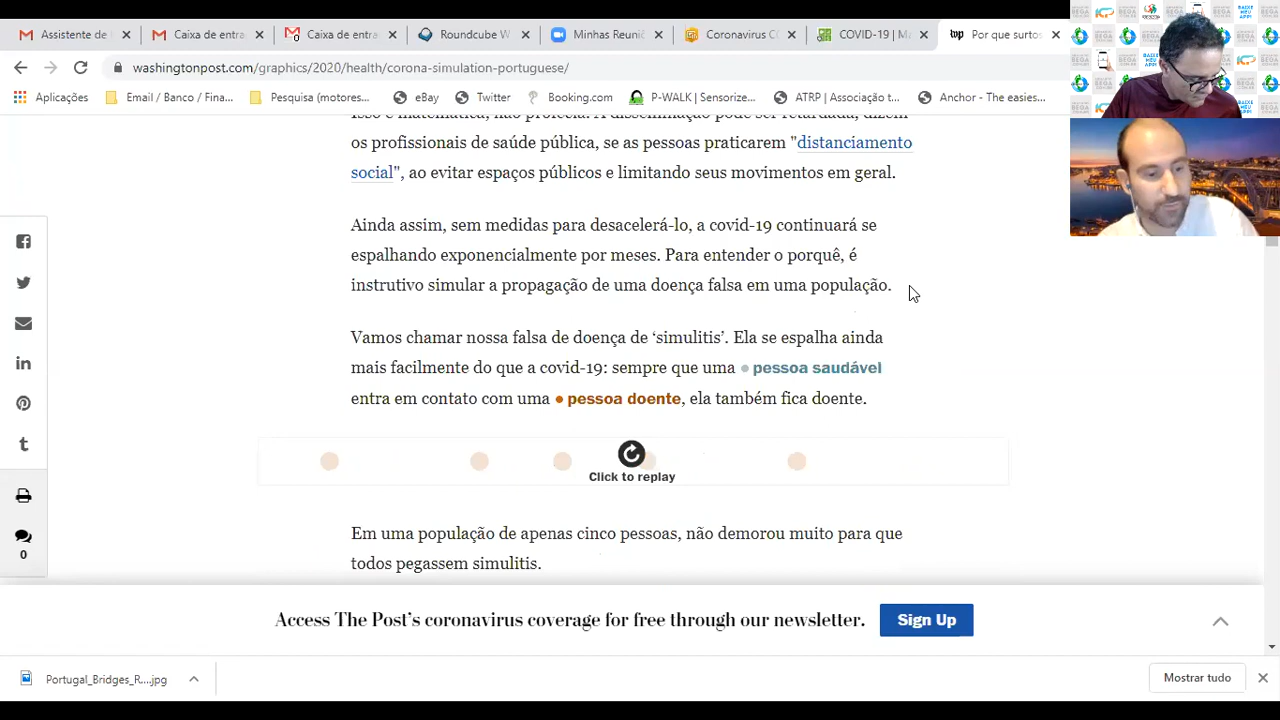 Assistente de
Caixa de entra
Caixa de entra
Roundcube W
Minhas Reunié
Coronavirus CO
COVID-19 | Ma
Por que surtos
washingtonpost.com/graphics/2020/hea
Aplicações
Email / Banco / Fina...
Pesquisa (motores...
eBay
Twitter
Booking.com
P-WALK | Sensorize...
ATRJ | Associação t...
Anchor - The easies...
os profissionais de saúde pública, se as pessoas praticarem "distanciamento
social", ao evitar espaços públicos e limitando seus movimentos em geral.
Ainda assim, sem medidas para desacelerá-lo, a covid-19 continuará se
espalhando exponencialmente por meses. Para entender o porquê, é
instrutivo simular a propagação de uma doença falsa em uma população.
Vamos chamar nossa falsa de doença de ‘simulitis’. Ela se espalha ainda
mais facilmente do que a covid-19: sempre que uma pessoa saudável
entra em contato com uma pessoa doente, ela também fica doente.
Click to replay
Em uma população de apenas cinco pessoas, não demorou muito para que
todos pegassem simulitis.
0
Access The Post’s coronavirus coverage for free through our newsletter.
Sign Up
Portugal_Bridges_R....jpg
Mostrar tudo